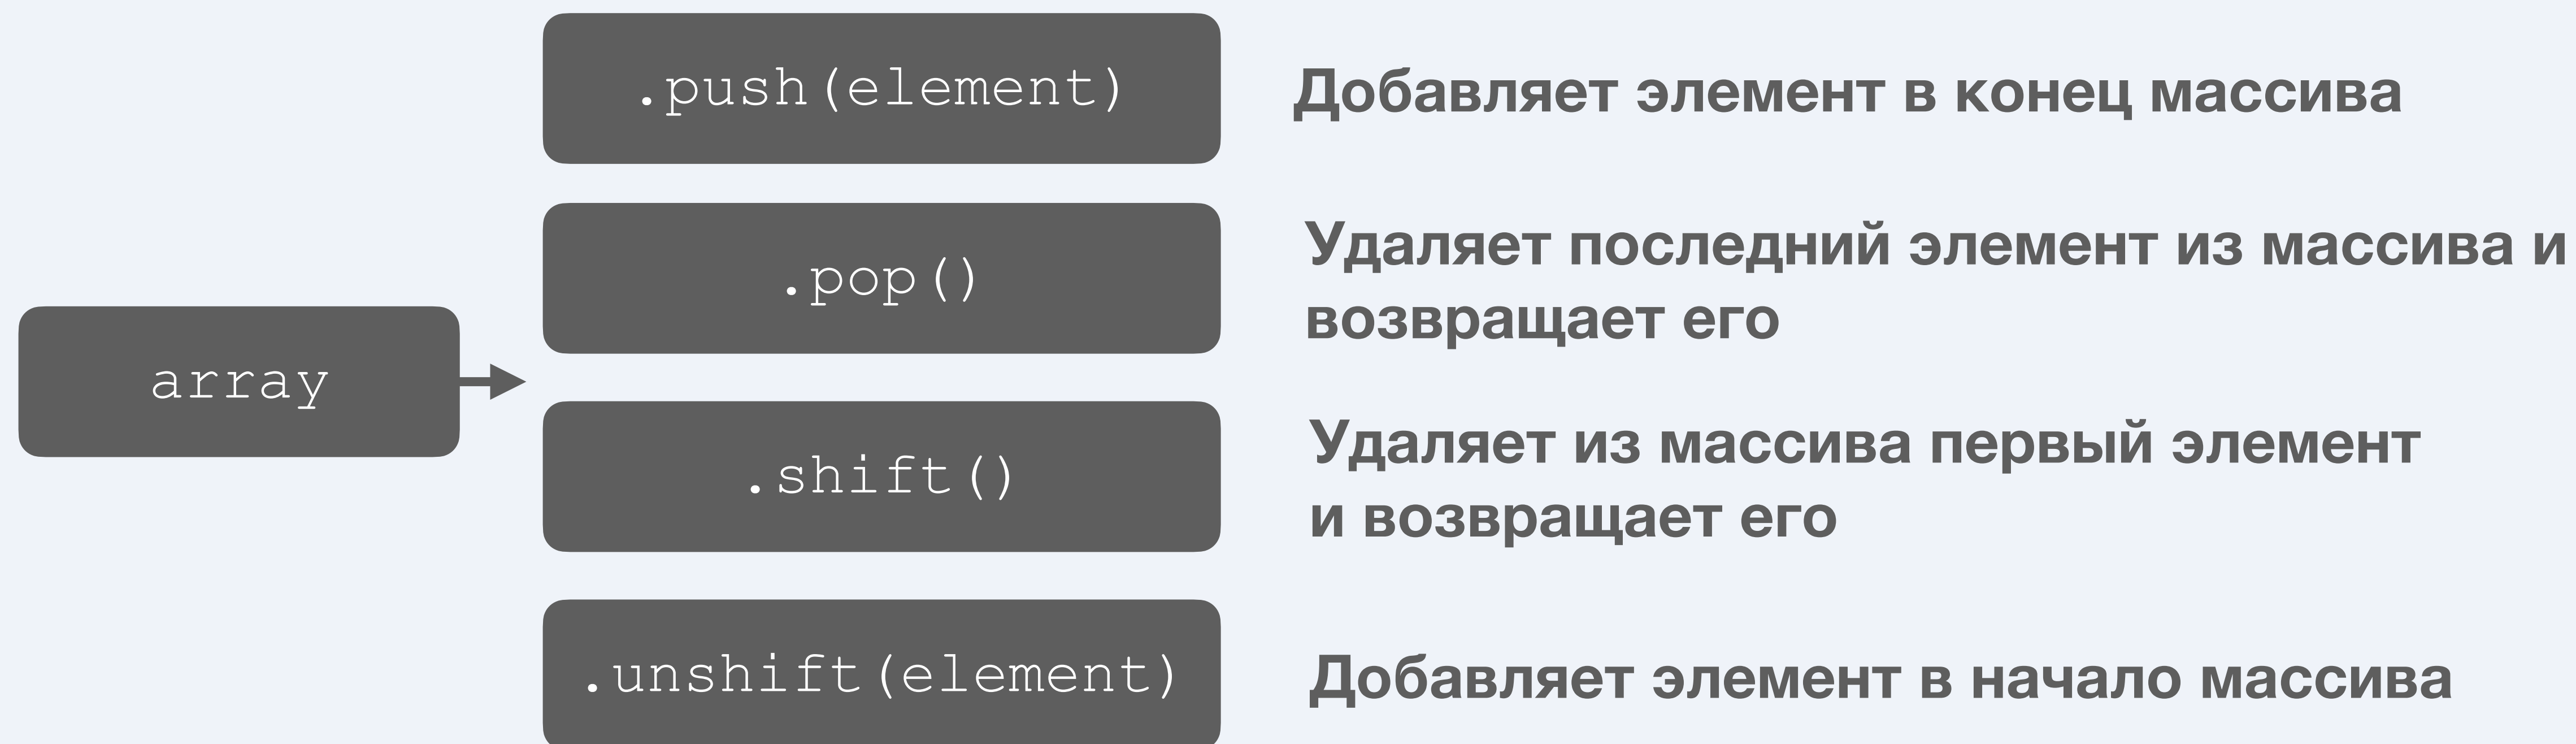 .push(element)
Добавляет элемент в конец массива
.pop()
Удаляет последний элемент из массива и
возвращает его
array
.shift()
Удаляет из массива первый элемент
и возвращает его
.unshift(element)
Добавляет элемент в начало массива